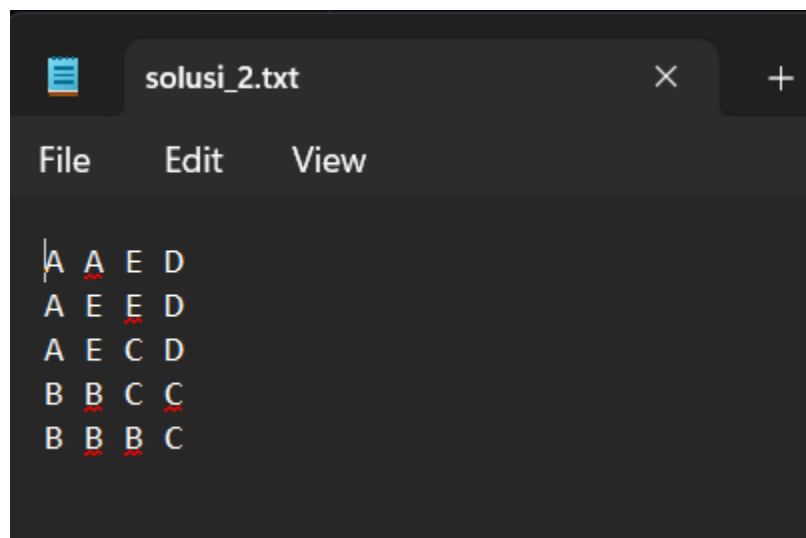 solusi_2.txt
File Edit View
A A E D
A E E D
A E C D
B B C C
B B B C